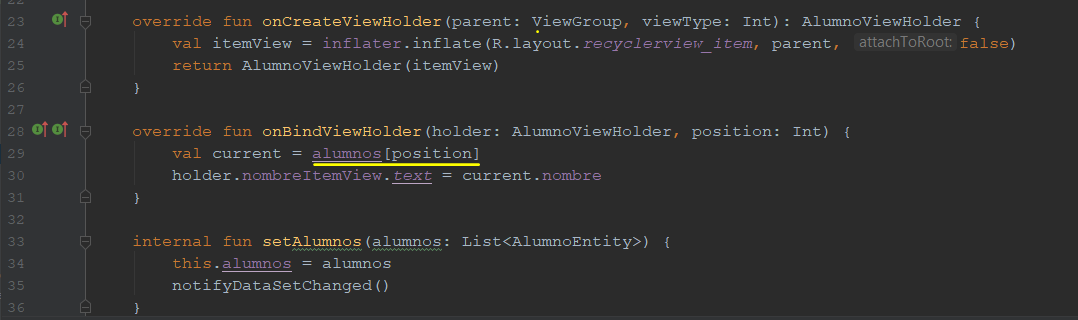 23 override fun onCreateViewHolder(parent: ViewGroup, viewType: Int): AlumnoViewHolder {
24 val itemView = inflater.inflate(R.layout.recyclerview_item, parent, attachToRoot: false)
25 return AlumnoViewHolder(itemView)
26 }
27
28 override fun onBindViewHolder(holder: AlumnoViewHolder, position: Int) {
29 val current = alumnos[position]
30 holder.nombreItemView.text = current.nombre
31 }
32
33 internal fun setAlumnos(alumnos: List<AlumnoEntity>) {
34 this.alumnos = alumnos
35 notifyDataSetChanged()
36 }